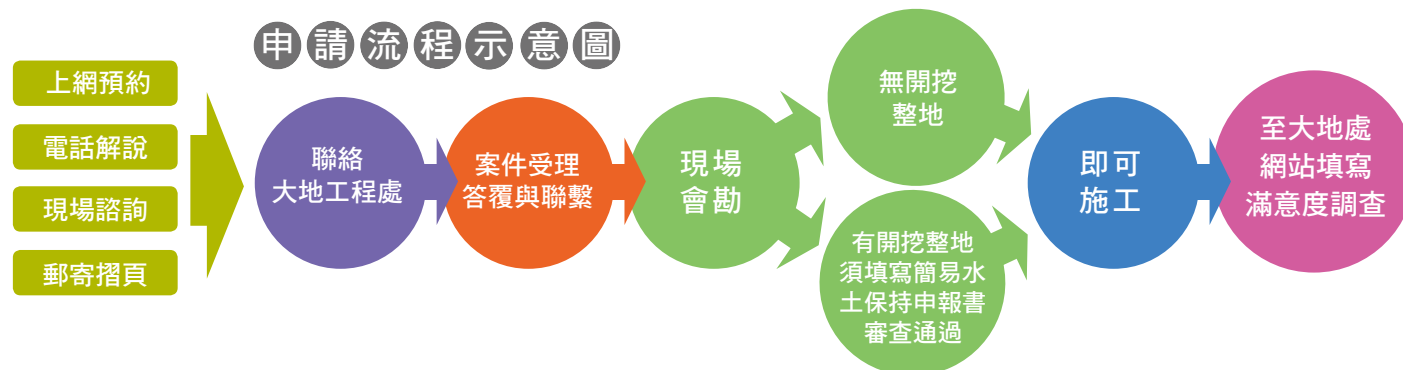 申請流程示意圖
上網預約
電話解說
現場諮詢
郵寄摺頁
聯絡
大地工程處
案件受理
答覆與聯繫
現場
會勘
無開挖
整地
有開挖整地
須填寫簡易水
土保持申報書
審查通過
即可
施工
至大地處
網站填寫
滿意度調查